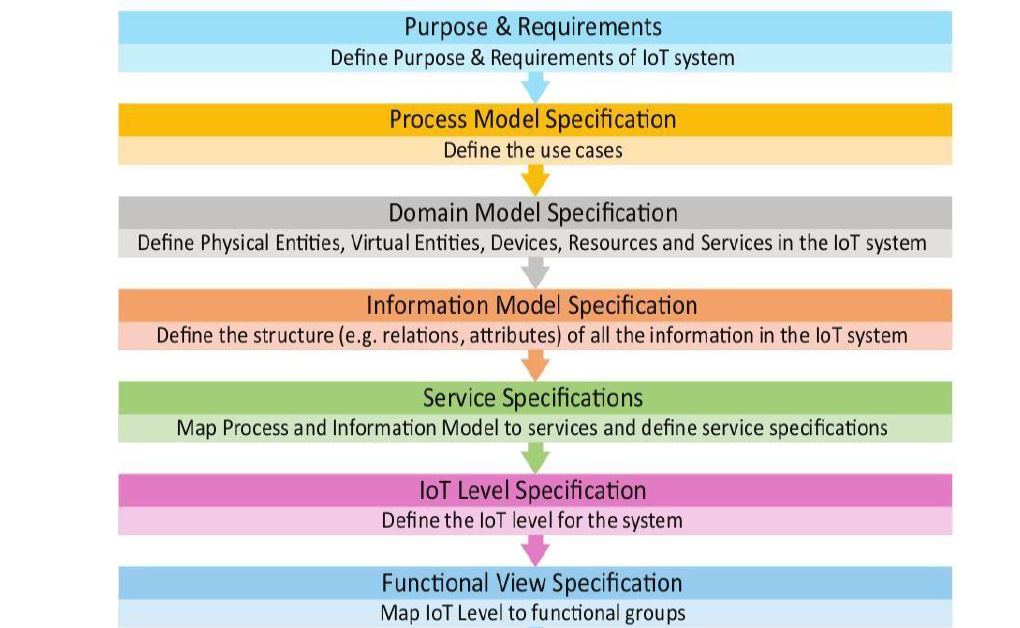 Purpose & Requirements
Define Purpose & Requirements of IoT system
Process Model Specification
Define the use cases
Domain Model Specification
Define Physical Entities, Virtual Entities, Devices, Resources and Services in the IoT system
Information Model Specification
Define the structure (e.g. relations, attributes) of all the information in the IoT system
Service Specifications
Map Process and Information Model to services and define service specifications
IoT Level Specification
Define the IoT level for the system
Functional View Specification
Map IoT Level to functional groups